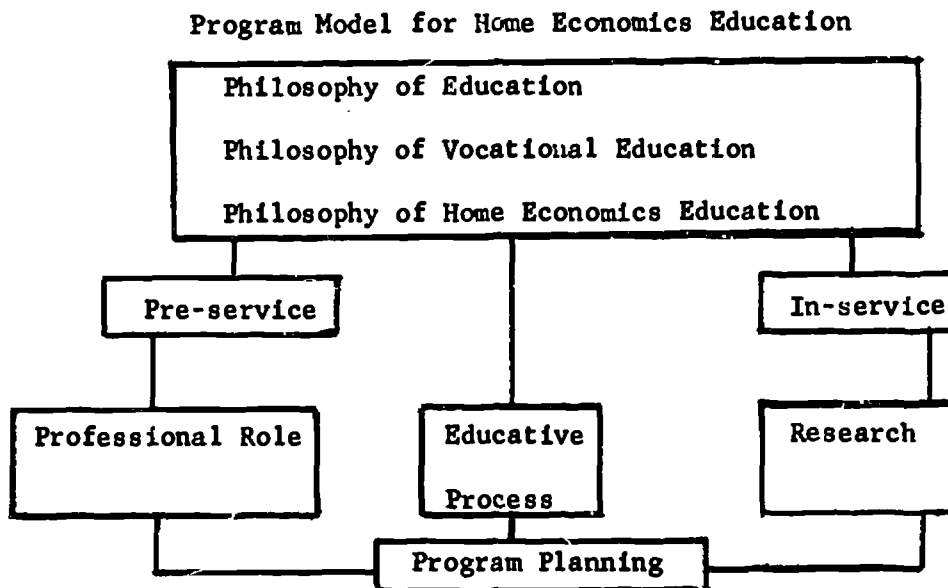 Program Model for Home Economics Education
Philosophy of Education
Philosophy of Vocational Education
Philosophy of Home Economics Education
Pre-service
In-service
Professional Role
Educative
Process
Research
Program Planning